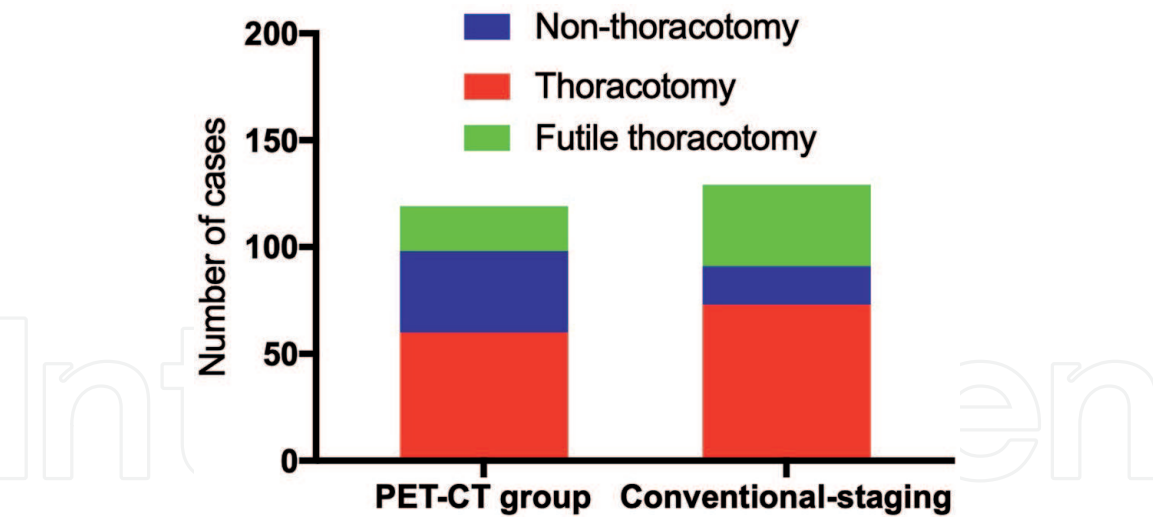 200
150
100
50
0
Number of cases
Non-thoracotomy
Thoracotomy
Futile thoracotomy
PET-CT group
Conventional-staging